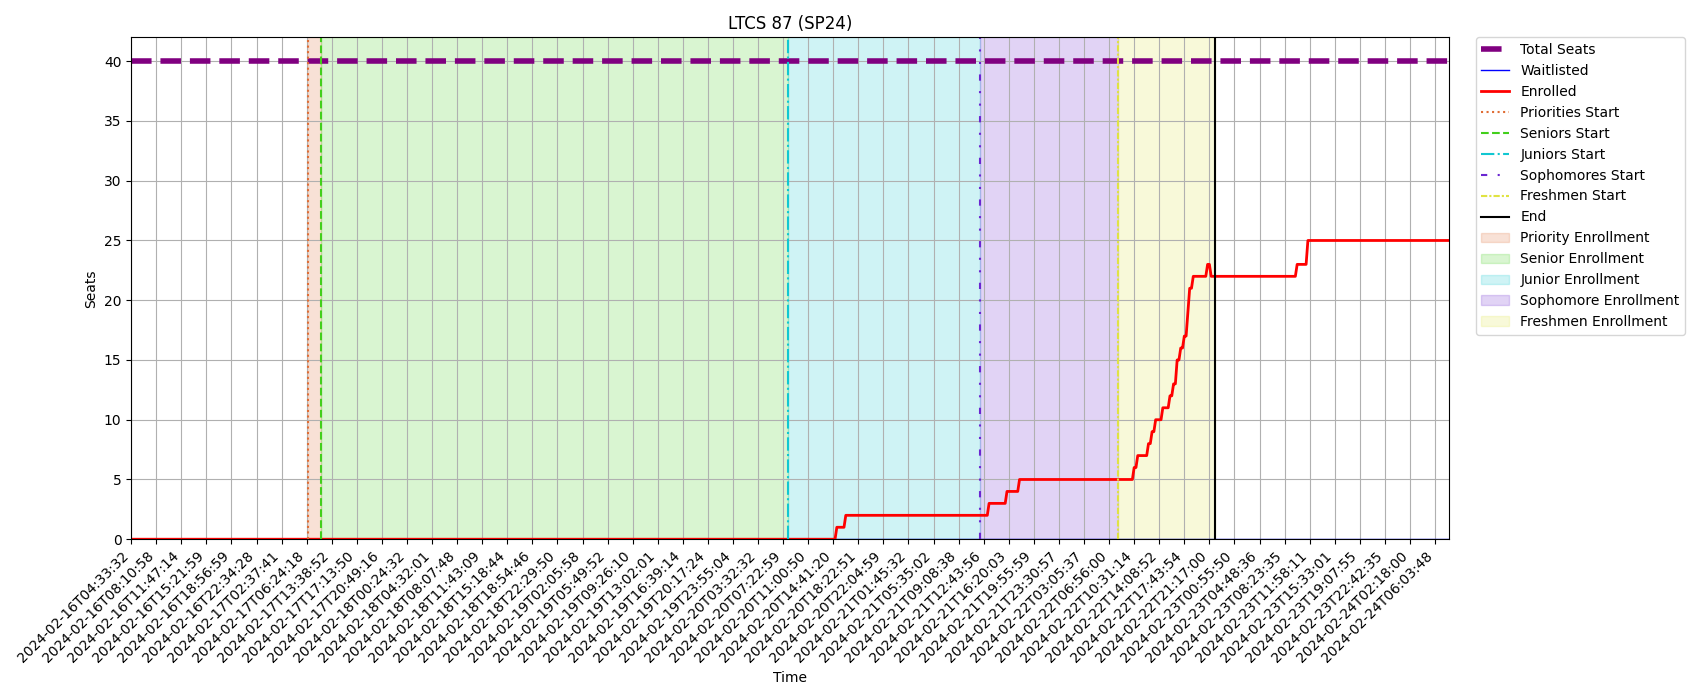 LTCS 87 (SP24)
Seats
40
35
30
25
20
15
10
5
0
2024-02-16T04:33:32
2024-02-16T08:10:58
2024-02-16T11:47:14
2024-02-16T15:21:59
2024-02-16T18:56:59
2024-02-16T22:34:28
2024-02-17T02:37:41
2024-02-17T06:24:18
2024-02-17T13:38:52
2024-02-17T17:13:50
2024-02-17T20:49:16
2024-02-18T00:24:32
2024-02-18T04:32:01
2024-02-18T08:07:48
2024-02-18T11:43:09
2024-02-18T15:18:44
2024-02-18T18:54:46
2024-02-18T22:29:50
2024-02-19T02:05:58
2024-02-19T05:49:52
2024-02-19T09:26:10
2024-02-19T13:02:01
2024-02-19T16:39:14
2024-02-19T20:17:24
2024-02-19T23:55:04
2024-02-20T03:32:32
2024-02-20T07:22:59
2024-02-20T11:00:50
2024-02-20T14:41:20
2024-02-20T18:22:51
2024-02-20T22:04:59
2024-02-21T01:45:32
2024-02-21T05:35:02
2024-02-21T09:08:38
2024-02-21T12:43:56
2024-02-21T16:20:03
2024-02-21T19:55:59
2024-02-21T23:30:57
2024-02-22T03:05:37
2024-02-22T06:56:00
2024-02-22T10:31:14
2024-02-22T14:08:52
2024-02-22T17:43:54
2024-02-22T21:17:00
2024-02-23T00:55:50
2024-02-23T04:48:36
2024-02-23T08:23:35
2024-02-23T11:58:11
2024-02-23T15:33:01
2024-02-23T19:07:55
2024-02-23T22:42:35
2024-02-24T02:18:00
2024-02-24T06:03:48
Time
Total Seats
Waitlisted
Enrolled
Priorities Start
Seniors Start
Juniors Start
Sophomores Start
Freshmen Start
End
Priority Enrollment
Senior Enrollment
Junior Enrollment
Sophomore Enrollment
Freshmen Enrollment